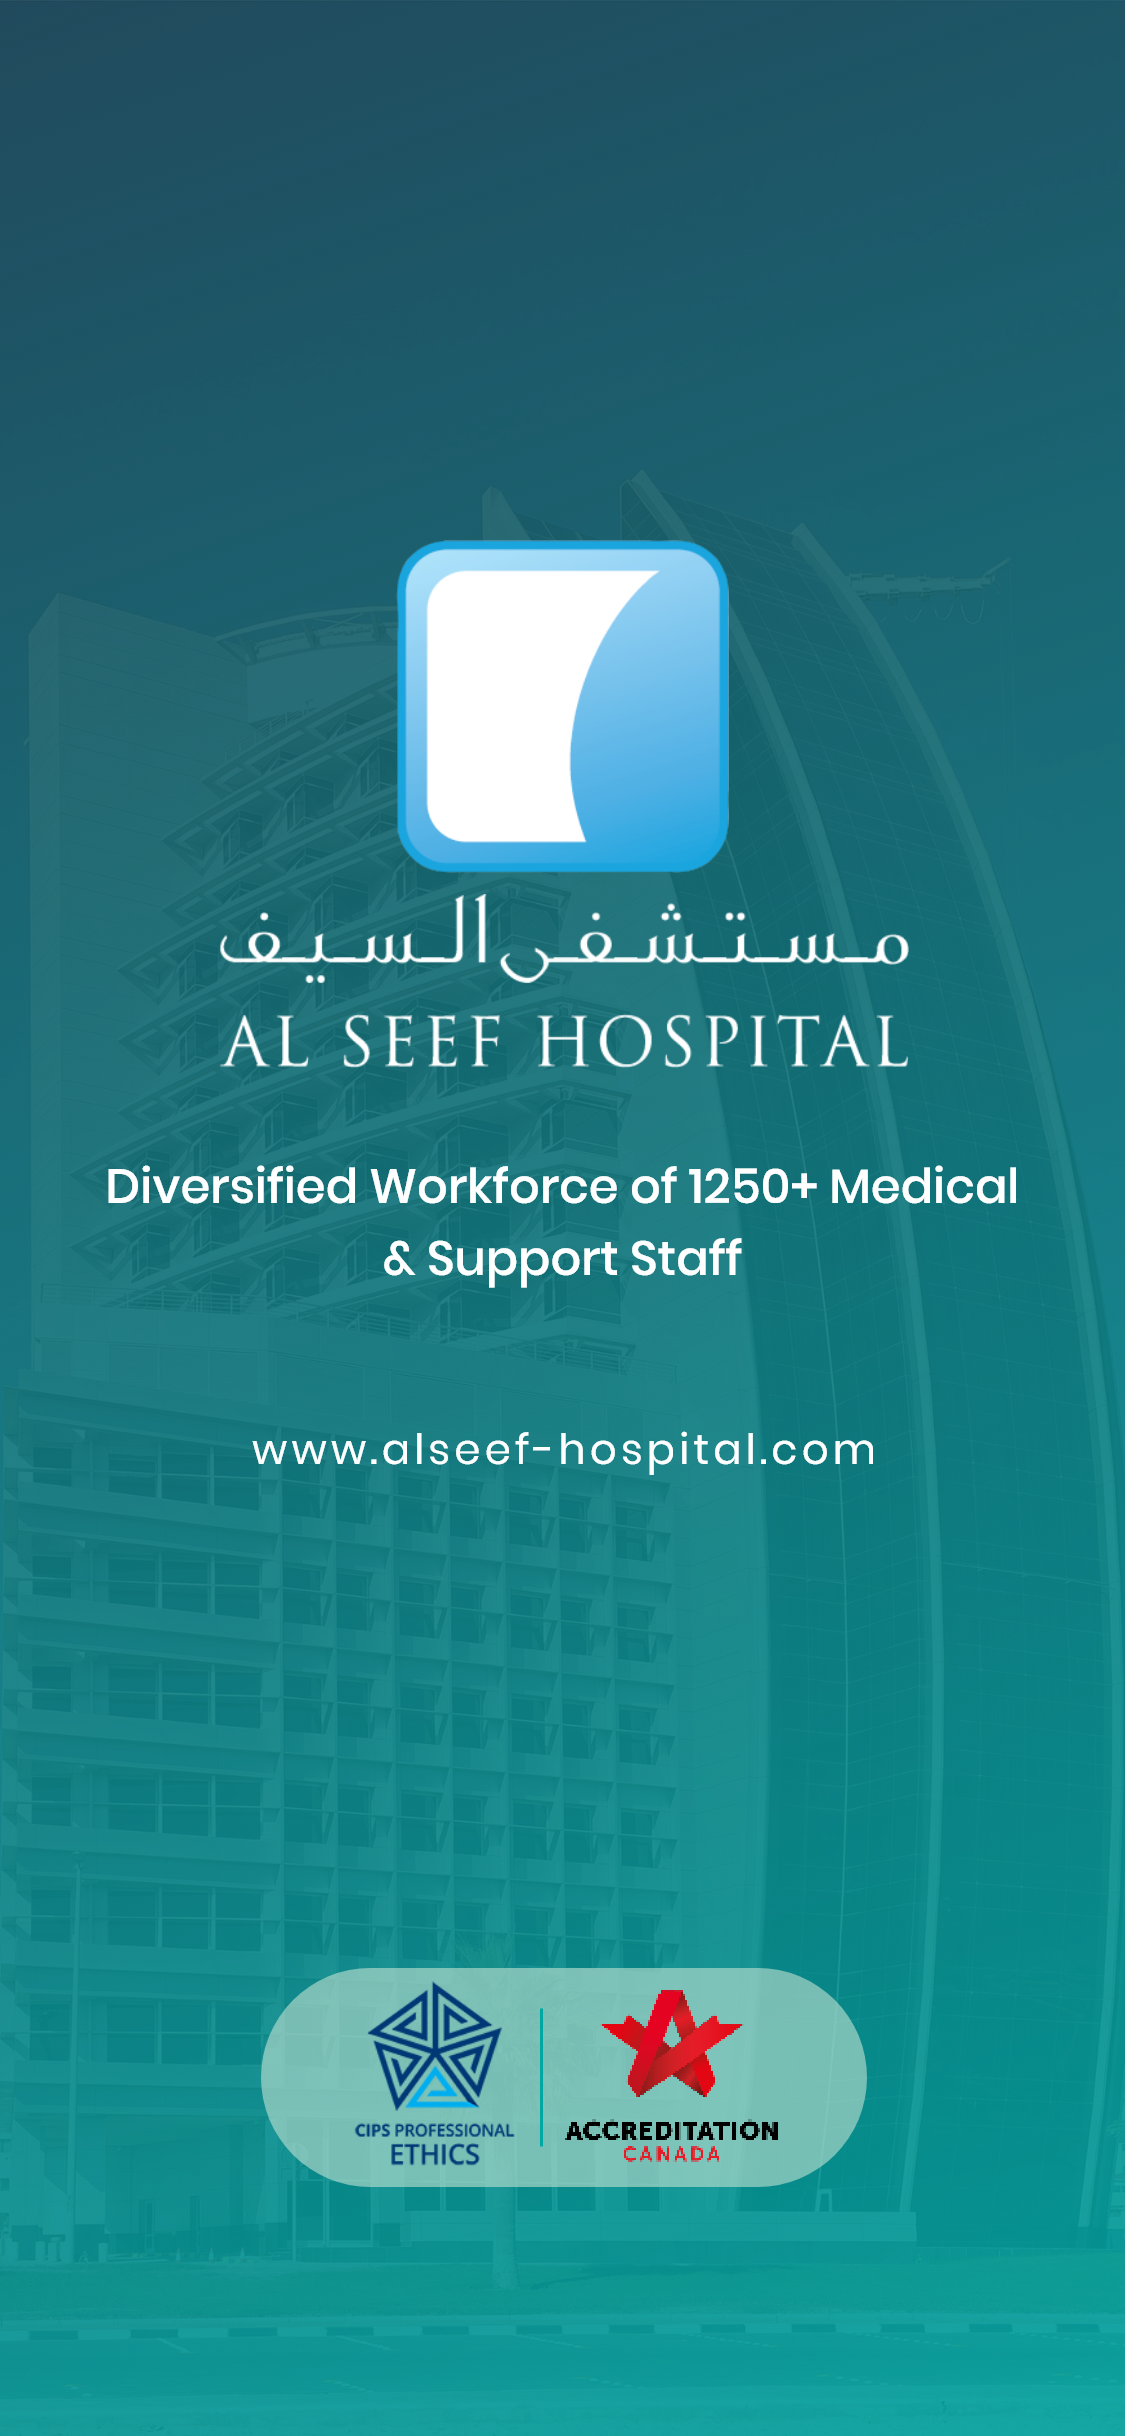 مستشفى السيف
AL SEEF HOSPITAL
Diversified Workforce of 1250+ Medical
& Support Staff
www.alseef-hospital.com
CIPS PROFESSIONAL
ETHICS
ACCREDITATION
CANADA